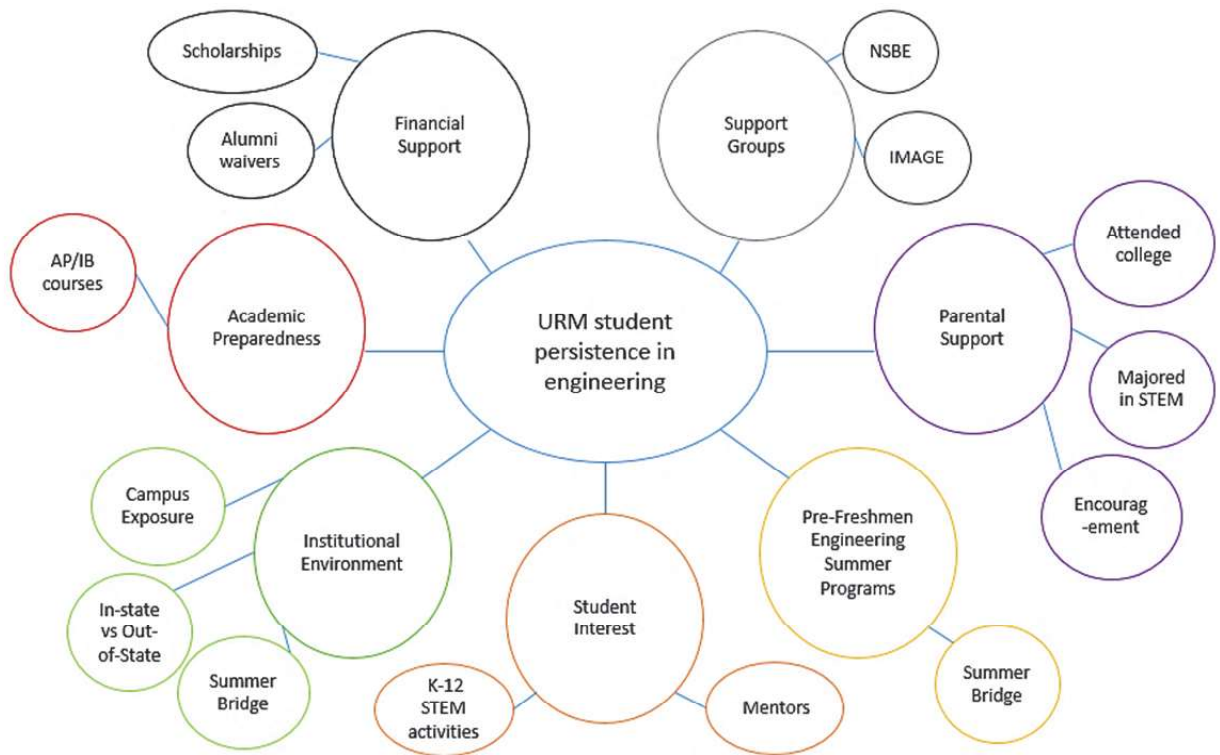 Scholarships
Alumni
waivers
Financial
Support
Support
Groups
NSBE
IMAGE
AP/IB
courses
Academic
Preparedness
URM student
persistence in
engineering
Parental
Support
Attended
college
Majored
in STEM
Encourag
-ement
Campus
Exposure
In-state
vs Out-
of-State
Summer
Bridge
Institutional
Environment
Student
Interest
K-12
STEM
activities
Mentors
Pre-Freshmen
Engineering
Summer
Programs
Summer
Bridge